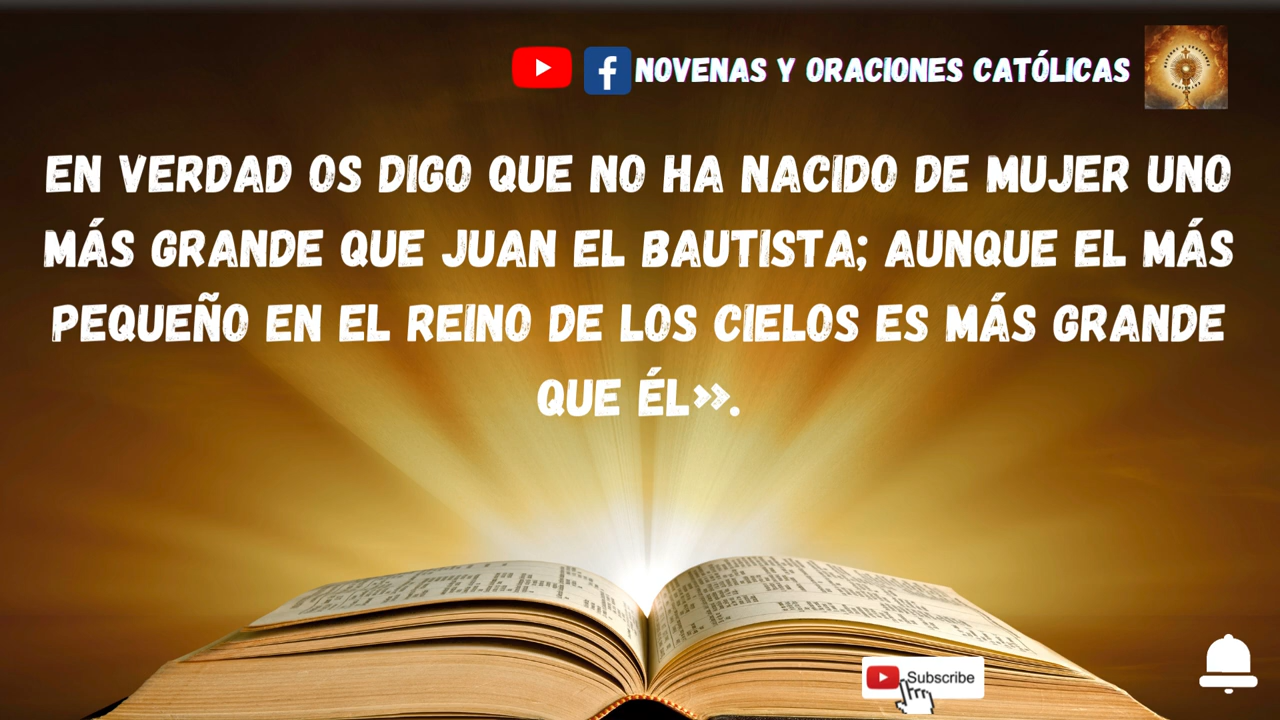 NOVENAS Y ORACIONES CATÓLICAS
EN VERDAD OS DIGO QUE NO HA NACIDO DE MUJER UNO
MÁS GRANDE QUE JUAN EL BAUTISTA; AUNQUE EL MÁS
PEQUEÑO EN EL REINO DE LOS CIELOS ES MÁS GRANDE
QUE ÉL».
Subscribe